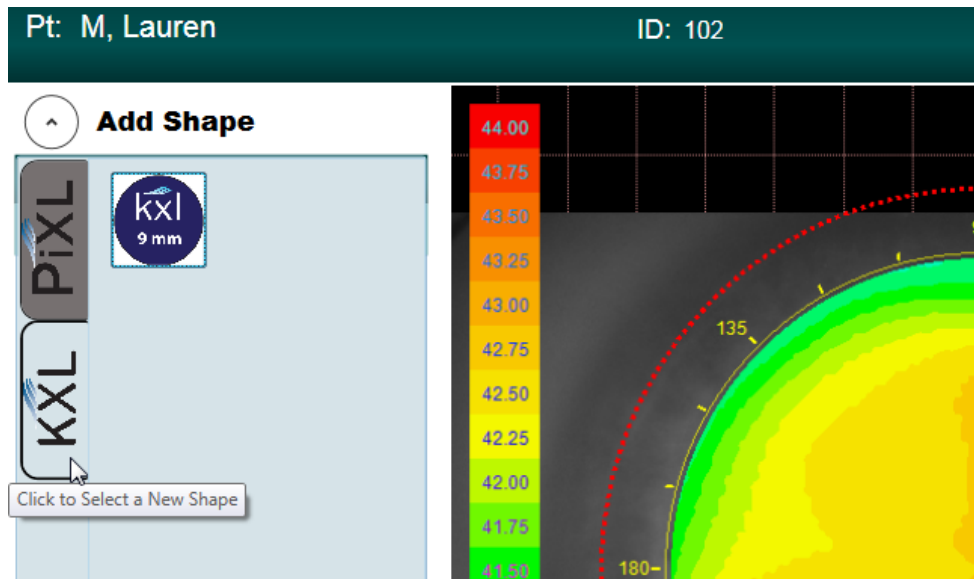 Pt: M, Lauren
ID: 102
Add Shape
PiXL
KXL
kxl
9 mm
Click to Select a New Shape
44.00
43.75
43.50
43.25
43.00
42.75
42.50
42.25
42.00
41.75
41.50
135
180